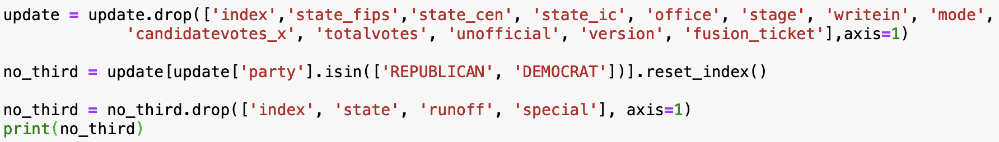 update = update.drop(['index','state_fips','state_cen', 'state_ic', 'office', 'stage', 'writein', 'mode',
'candidatevotes_x', 'totalvotes', 'unofficial', 'version', 'fusion_ticket'],axis=1)
no_third = update[update['party'].isin(['REPUBLICAN', 'DEMOCRAT'])].reset_index()
no_third = no_third.drop(['index', 'state', 'runoff', 'special'], axis=1)
print(no_third)